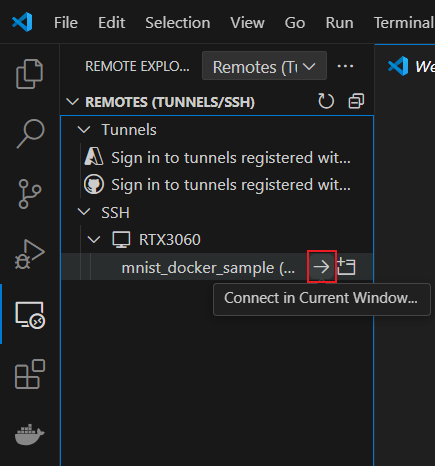 File Edit Selection View Go Run Terminal
REMOTE EXPLO... Remotes (Tu ...
We
REMOTES (TUNNELS/SSH)
Tunnels
Sign in to tunnels registered wit...
Sign in to tunnels registered wit...
SSH
RTX3060
mnist_docker_sample (...
Connect in Current Window...